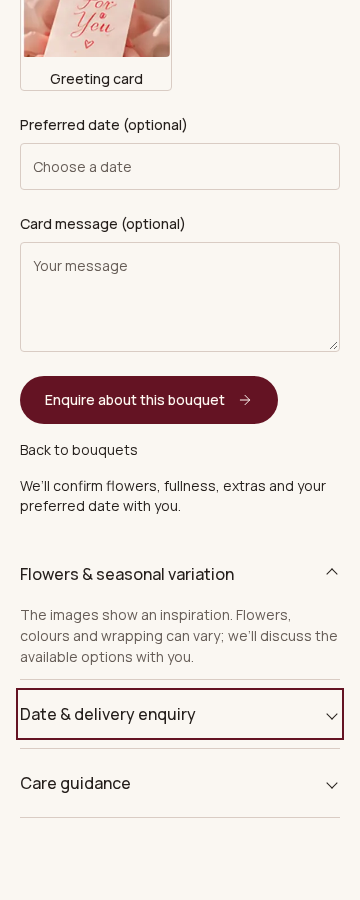 For
You
Greeting card
Preferred date (optional)
Choose a date
Card message (optional)
Your message
Enquire about this bouquet
Back to bouquets
We'll confirm flowers, fullness, extras and your
preferred date with you.
Flowers & seasonal variation
The images show an inspiration. Flowers,
colours and wrapping can vary; we'll discuss the
available options with you.
Date & delivery enquiry
Care guidance